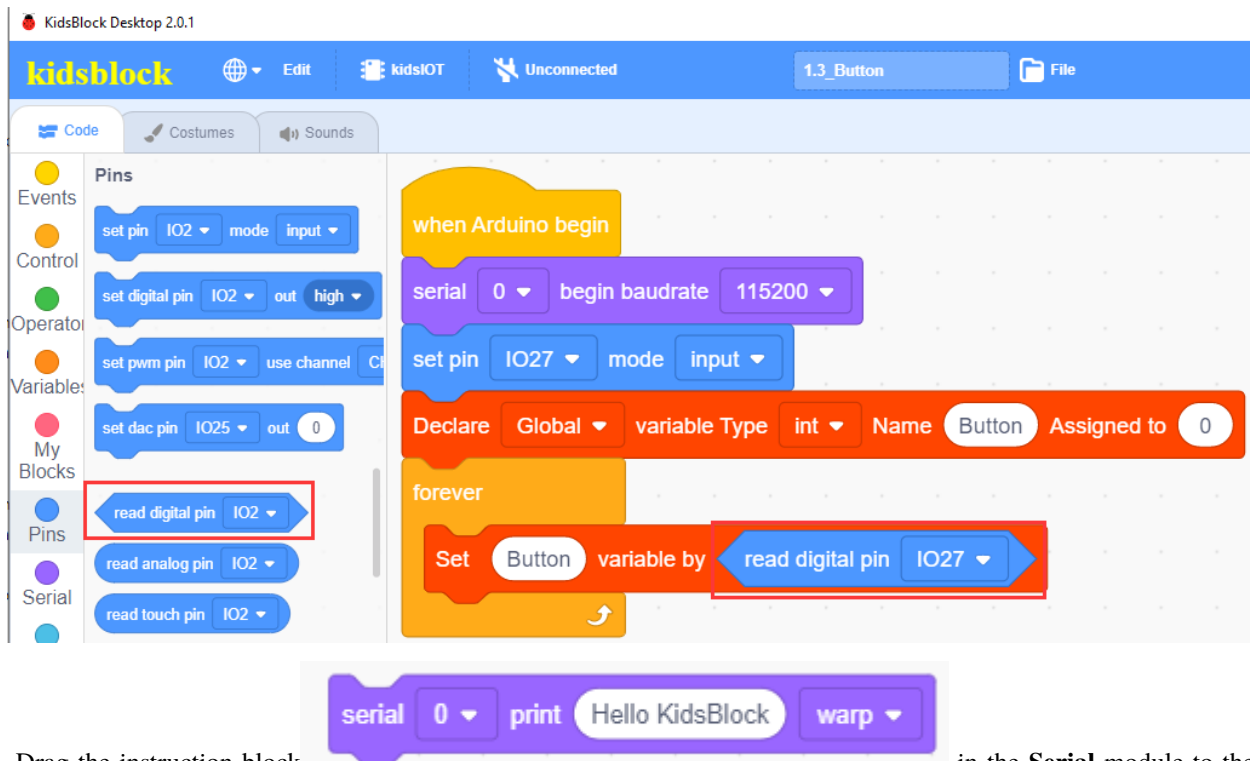 KidsBlock Desktop 2.0.1
kidsblock Edit kidsIOT Unconnected 1.3_Button File
Code Costumes Sounds
Events
Control
Operator
Variables
My
Blocks
Pins
Serial
Pins
set pin IO2 mode input
set digital pin IO2 out high
set pwm pin IO2 use channel
set dac pin IO25 out 0
read digital pin IO2
read analog pin IO2
read touch pin IO2
when Arduino begin
serial 0 begin baudrate 115200
set pin IO27 mode input
Declare Global variable Type int Name Button Assigned to 0
forever
Set Button variable by read digital pin IO27
serial 0 print Hello KidsBlock warp
Drag the instruction block in the Serial module to the